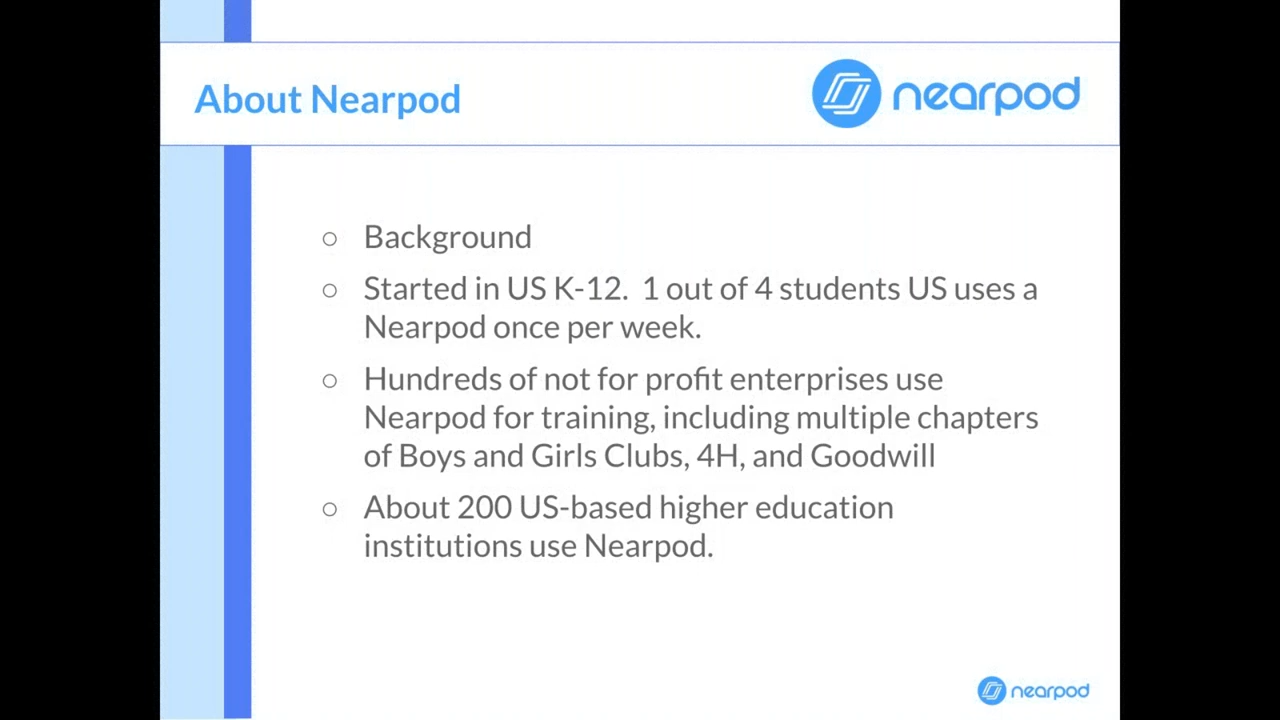 About Nearpod
nearpod
○ Background
○ Started in US K-12.  1 out of 4 students US uses a
Nearpod once per week.
○ Hundreds of not for profit enterprises use
Nearpod for training, including multiple chapters
of Boys and Girls Clubs, 4H, and Goodwill
○ About 200 US-based higher education
institutions use Nearpod.
nearpod